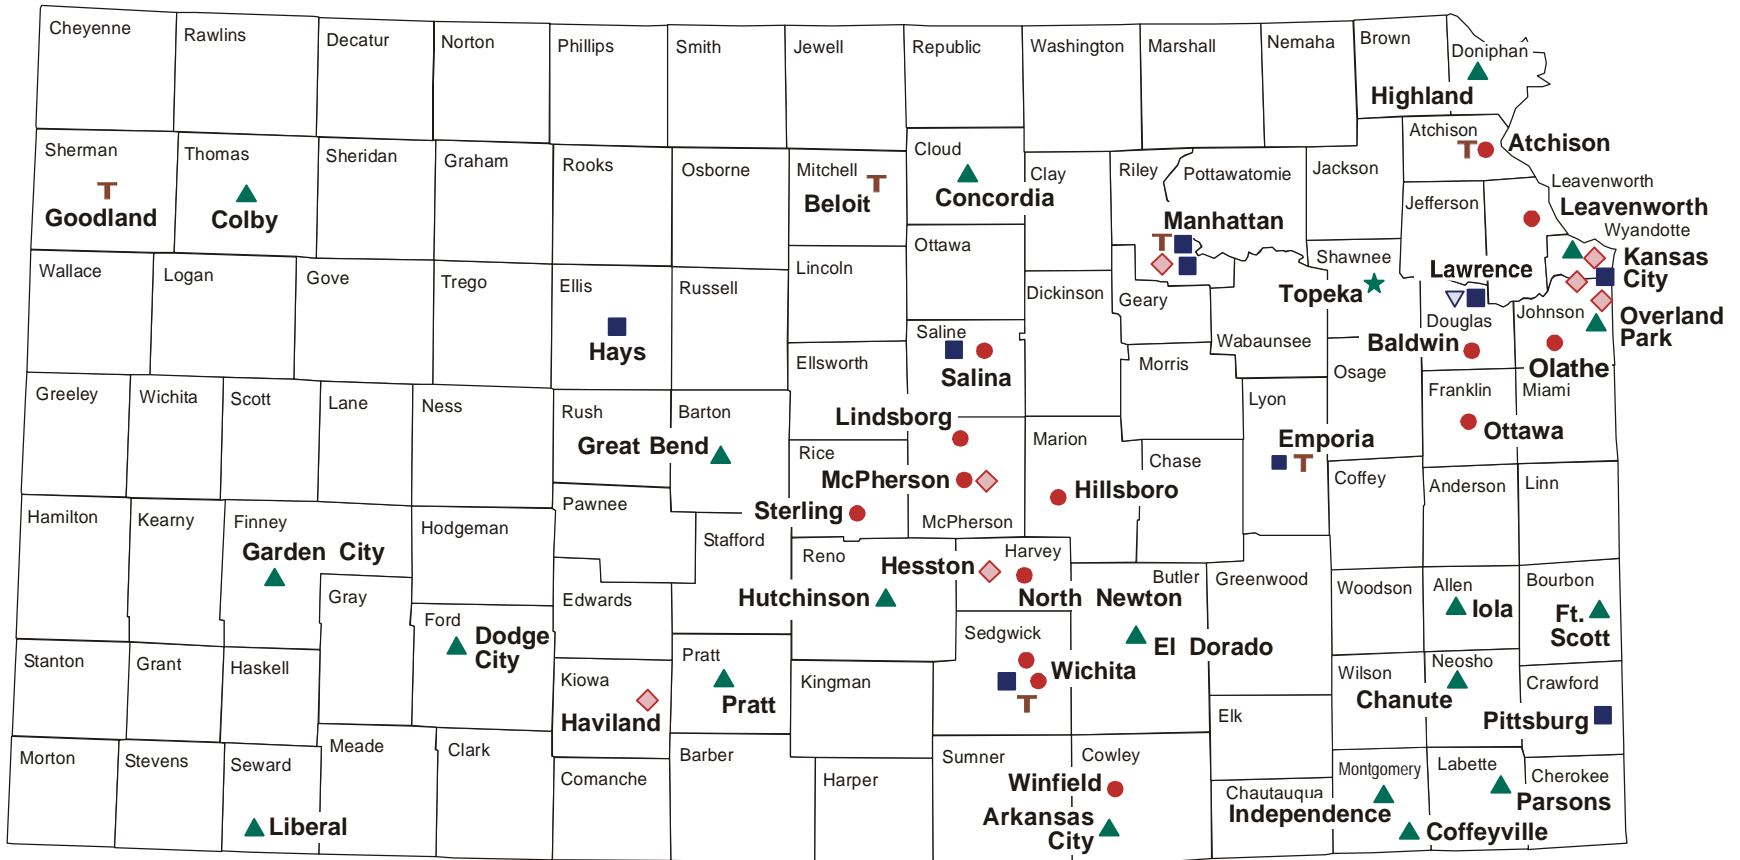 Cheyenne
Rawlins
Decatur
Norton
Phillips
Smith
Jewell
Republic
Washington
Marshall
Nemaha
Brown
Doniphan
Highland
Sherman
Goodland
Thomas
Colby
Sheridan
Graham
Rooks
Osborne
Mitchell
Beloit
Cloud
Concordia
Clay
Riley
Pottawatomie
Manhattan
Jackson
Atchison
Atchison
Jefferson
Leavenworth
Leavenworth
Wyandotte
Kansas
City
Wallace
Logan
Gove
Trego
Ellis
Hays
Russell
Lincoln
Ottawa
Dickinson
Geary
Shawnee
Topeka
Lawrence
Douglas
Baldwin
Johnson
Overland
Park
Olathe
Saline
Salina
Ellsworth
Morris
Wabaunsee
Osage
Greeley
Wichita
Scott
Lane
Ness
Rush
Barton
Great Bend
Rice
Lindsborg
McPherson
McPherson
Sterling
Marion
Hillsboro
Chase
Lyon
Emporia
Franklin
Ottawa
Miami
Coffey
Anderson
Linn
Hamilton
Kearny
Finney
Garden City
Hodgeman
Pawnee
Stafford
Reno
Hutchinson
Harvey
Hesston
North Newton
Butler
El Dorado
Greenwood
Woodson
Allen
Iola
Bourbon
Ft.
Scott
Gray
Ford
Dodge
City
Edwards
Stanton
Grant
Haskell
Kiowa
Haviland
Pratt
Pratt
Kingman
Sedgwick
Wichita
Elk
Wilson
Neosho
Chanute
Crawford
Pittsburg
Morton
Stevens
Seward
Liberal
Meade
Clark
Comanche
Barber
Harper
Sumner
Cowley
Winfield
Arkansas
City
Chautauqua
Montgomery
Independence
Coffeyville
Labette
Parsons
Cherokee